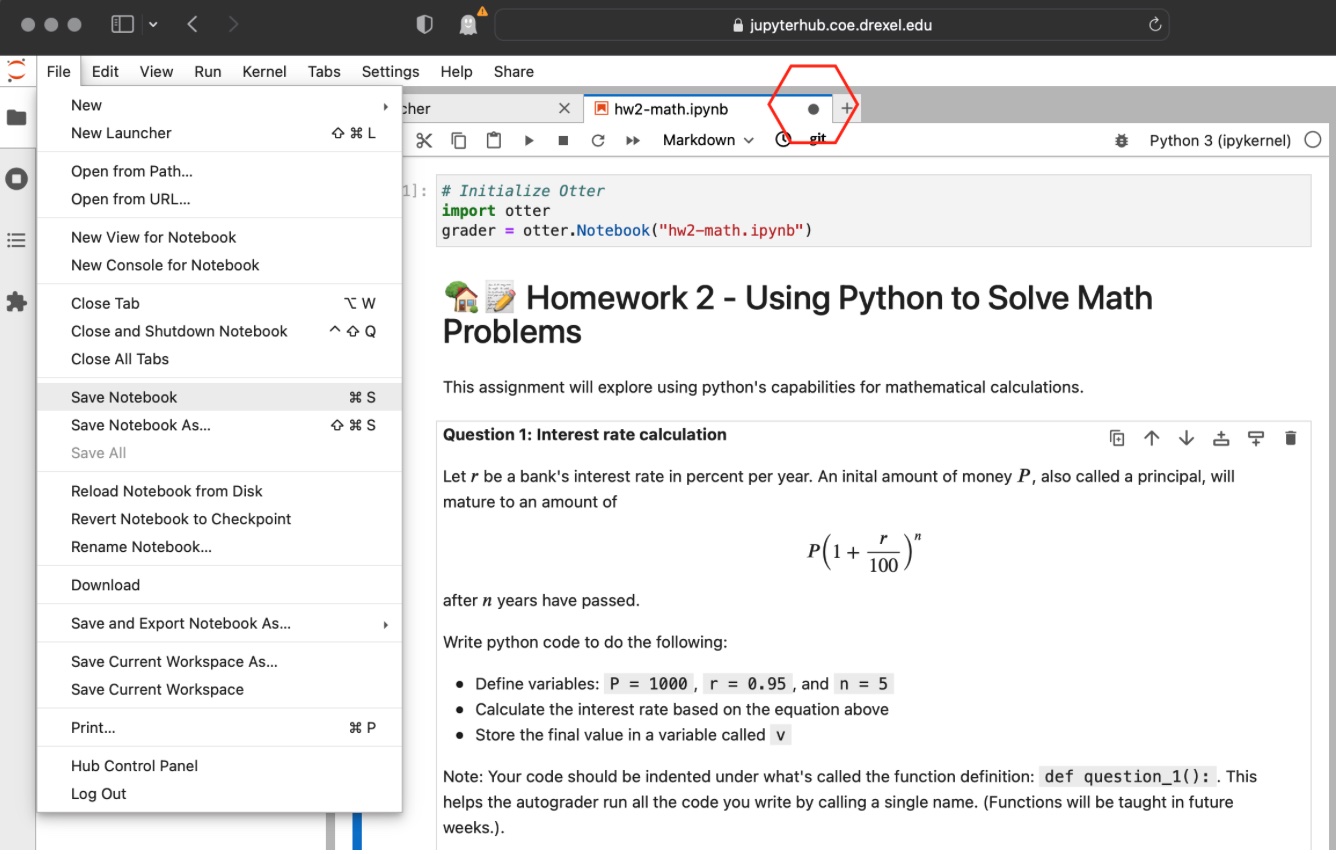 jupyterhub.coe.drexel.edu
File Edit View Run Kernel Tabs Settings Help Share
New
New Launcher ⇧ ⌘ L
Open from Path...
Open from URL...
New View for Notebook
New Console for Notebook
Close Tab ⌥ W
Close and Shutdown Notebook ^ ⇧ Q
Close All Tabs
Save Notebook ⌘ S
Save Notebook As... ⇧ ⌘ S
Save All
Reload Notebook from Disk
Revert Notebook to Checkpoint
Rename Notebook...
Download
Save and Export Notebook As...
Save Current Workspace As...
Save Current Workspace
Print... ⌘ P
Hub Control Panel
Log Out
cher hw2-math.ipynb
Markdown git Python 3 (ipykernel)
1]: # Initialize Otter
import otter
grader = otter.Notebook("hw2-math.ipynb")
🏡📝 Homework 2 - Using Python to Solve Math
Problems
This assignment will explore using python's capabilities for mathematical calculations.
Question 1: Interest rate calculation
Let r be a bank's interest rate in percent per year. An inital amount of money P, also called a principal, will
mature to an amount of
P(1 + r/100)^n
after n years have passed.
Write python code to do the following:
• Define variables: P = 1000, r = 0.95, and n = 5
• Calculate the interest rate based on the equation above
• Store the final value in a variable called v
Note: Your code should be indented under what's called the function definition: def question_1():. This
helps the autograder run all the code you write by calling a single name. (Functions will be taught in future
weeks.).